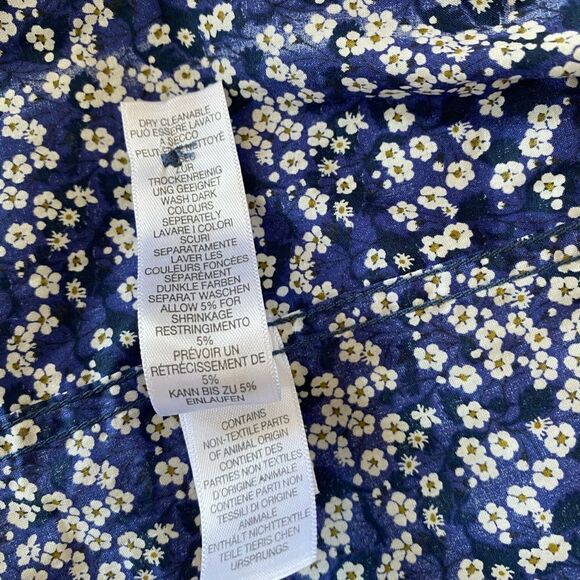 DRY CLEANABLE
PUÒ ESSERE LAVATO
A SECCO
ZUR
TROCKENREINIG
UNG GEEIGNET
WASH DARK
COLOURS
SEPERATELY
LAVARE I COLORI
SCURI
SEPARATAMENTE
LAVER LES
COULEURS FONCÉES
SÉPARÉMENT
DUNKLE FARBEN
SEPARAT WASCHEN
ALLOW 5% FOR
SHRINKAGE
RESTRINGIMENTO
5%
PRÉVOIR UN
RÉTRÉCISSEMENT DE
5%
KANN BIS ZU 5%
EINLAUFEN
CONTAINS
NON-TEXTILE PARTS
OF ANIMAL ORIGIN
CONTIENT DES
PARTIES NON TEXTILES
D'ORIGINE ANIMALE
CONTIENE PARTI NON
TESSILI DI ORIGINE
ANIMALE
ENTHÄLT NICHTTEXTILE
TEILE TIERISCHEN
URSPRUNGS.